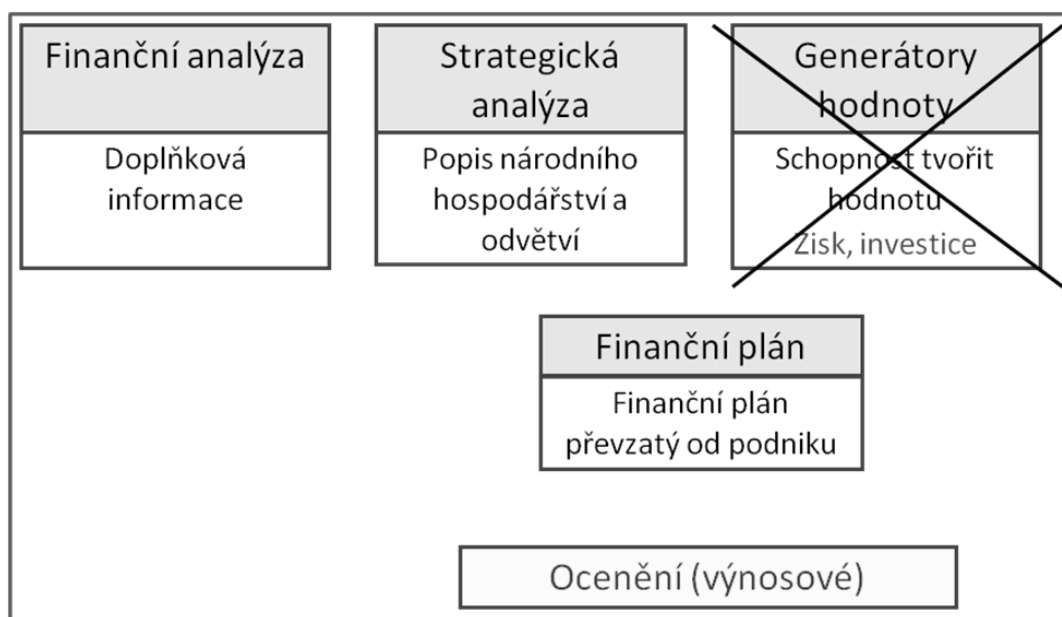 Finanční analýza
Doplňková
informace
Strategická
analýza
Popis národního
hospodářství a
odvětví
Generátory
hodnoty
Schopnost tvořit
hodnotu
Zisk, investice
Finanční plán
Finanční plán
převzatý od podniku
Ocenění (výnosové)